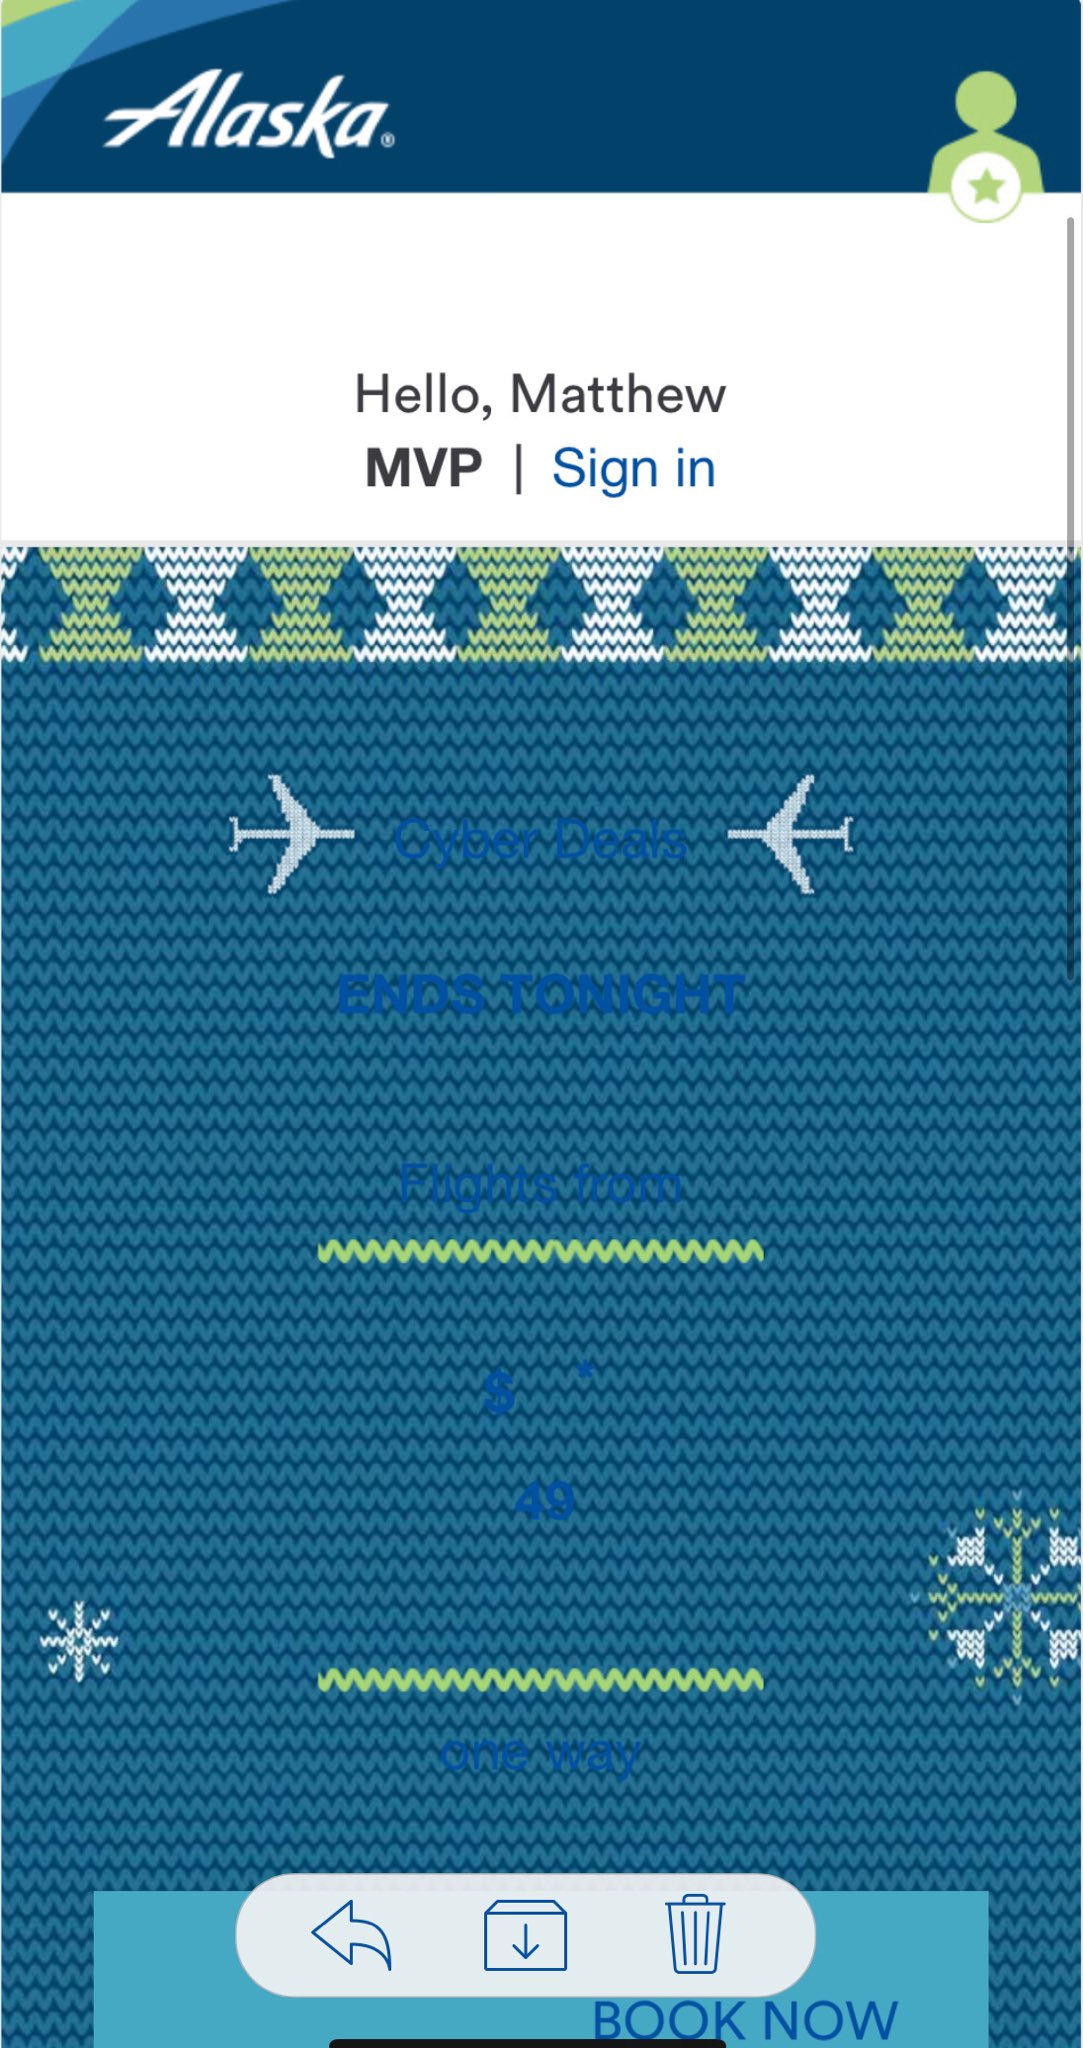 Alaska®
Hello, Matthew
MVP | Sign in
Cyber Deals
ENDS TONIGHT
Flights from
$ *
49
one way
BOOK NOW